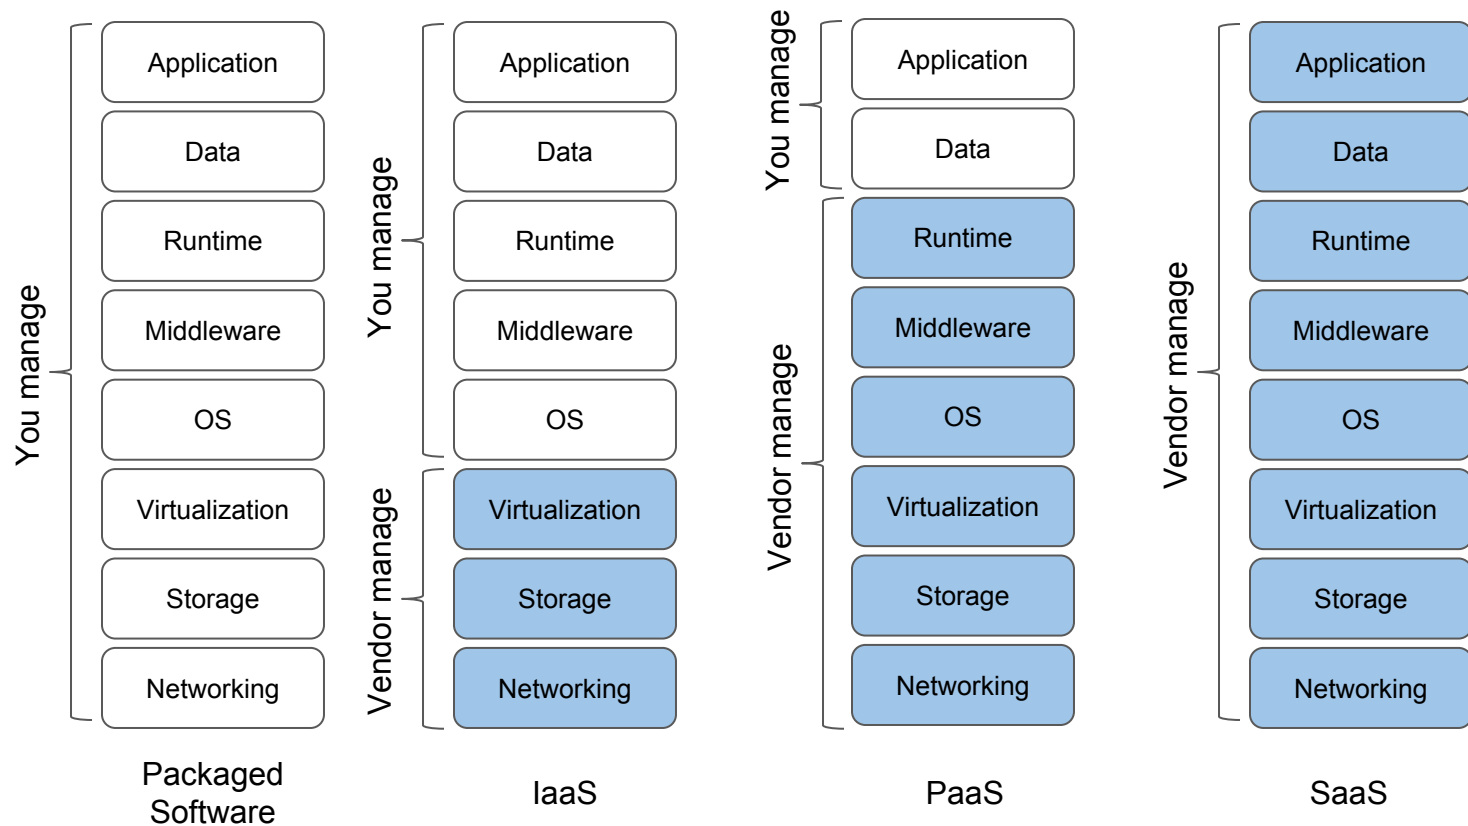 You manage
Application
Data
Runtime
Middleware
OS
Virtualization
Storage
Networking
Packaged
Software
You manage
Vendor manage
Application
Data
Runtime
Middleware
OS
Virtualization
Storage
Networking
IaaS
You manage
Vendor manage
Application
Data
Runtime
Middleware
OS
Virtualization
Storage
Networking
PaaS
Vendor manage
Application
Data
Runtime
Middleware
OS
Virtualization
Storage
Networking
SaaS